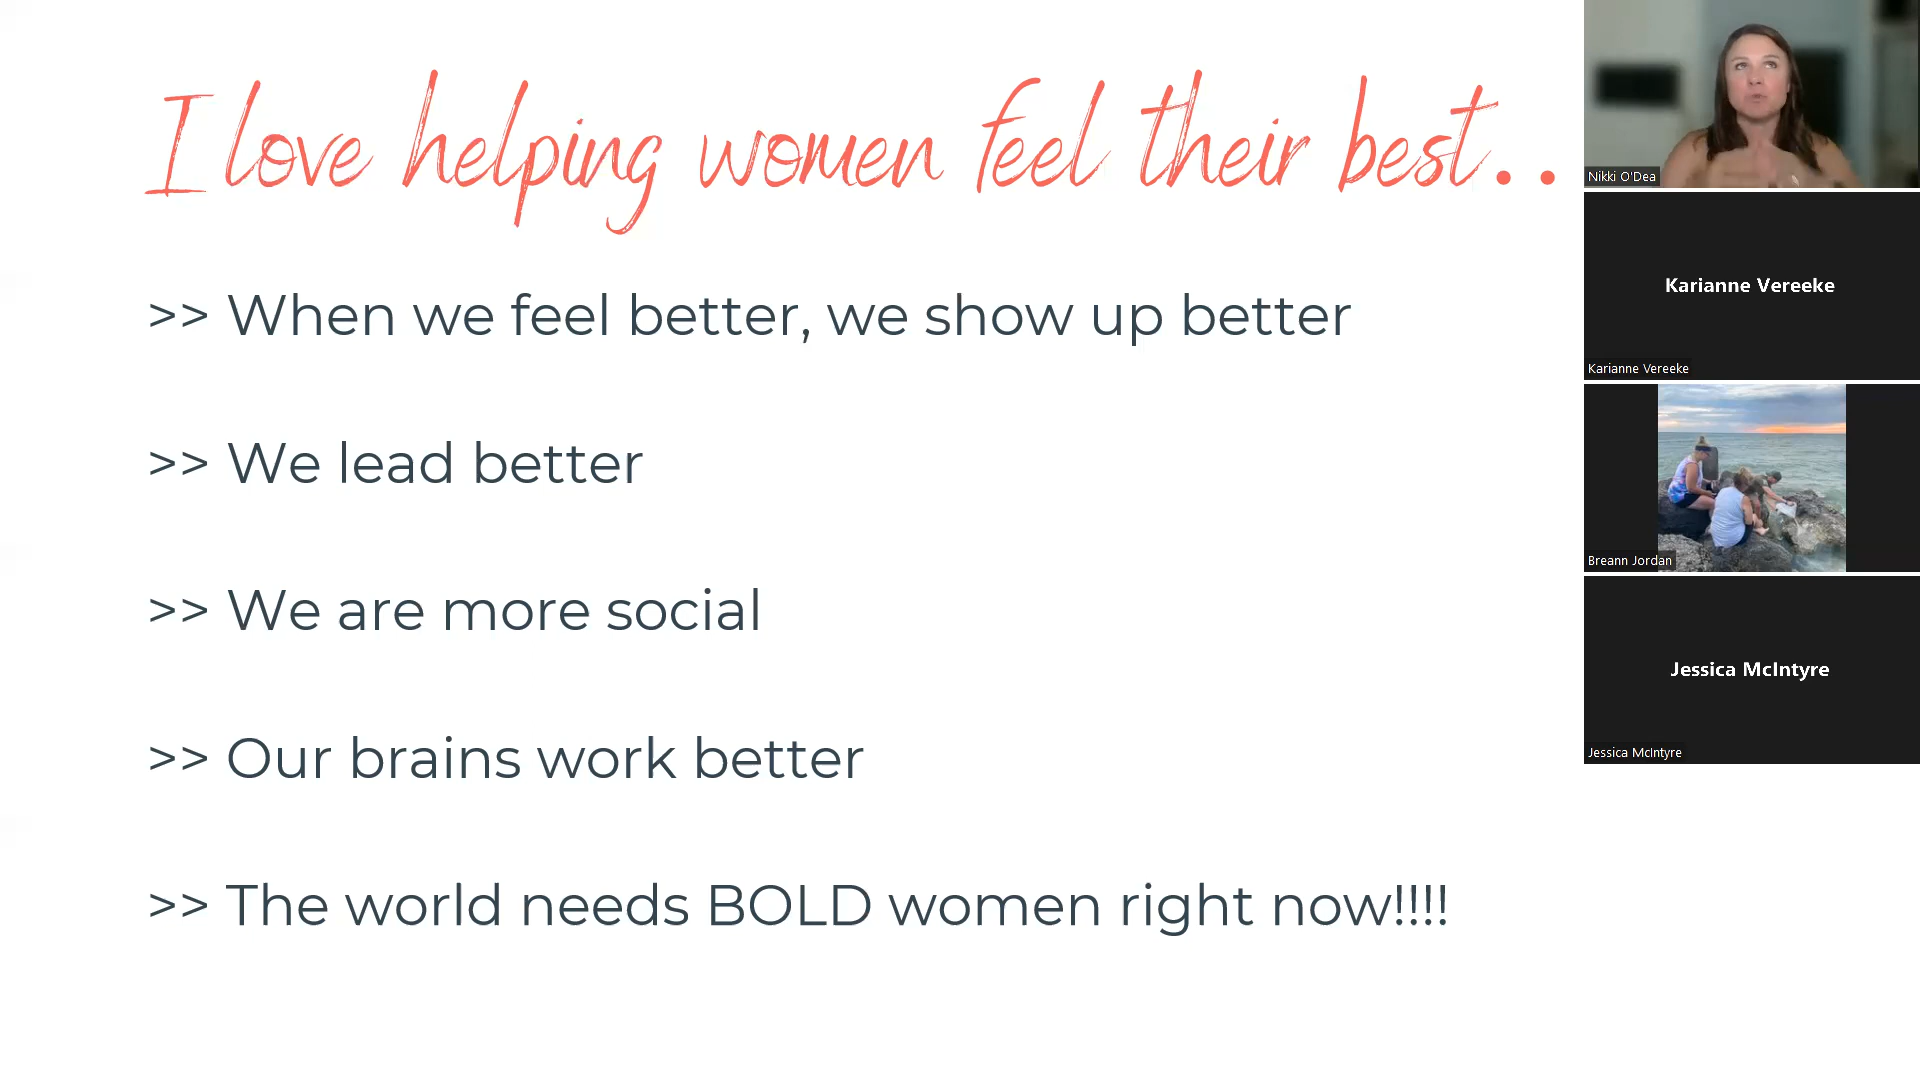 I love helping women feel their best..
>> When we feel better, we show up better
>> We lead better
>> We are more social
>> Our brains work better
>> The world needs BOLD women right now!!!!
Nikki O'Dea
Karianne Vereeke
Karianne Vereeke
Breann Jordan
Jessica McIntyre
Jessica McIntyre